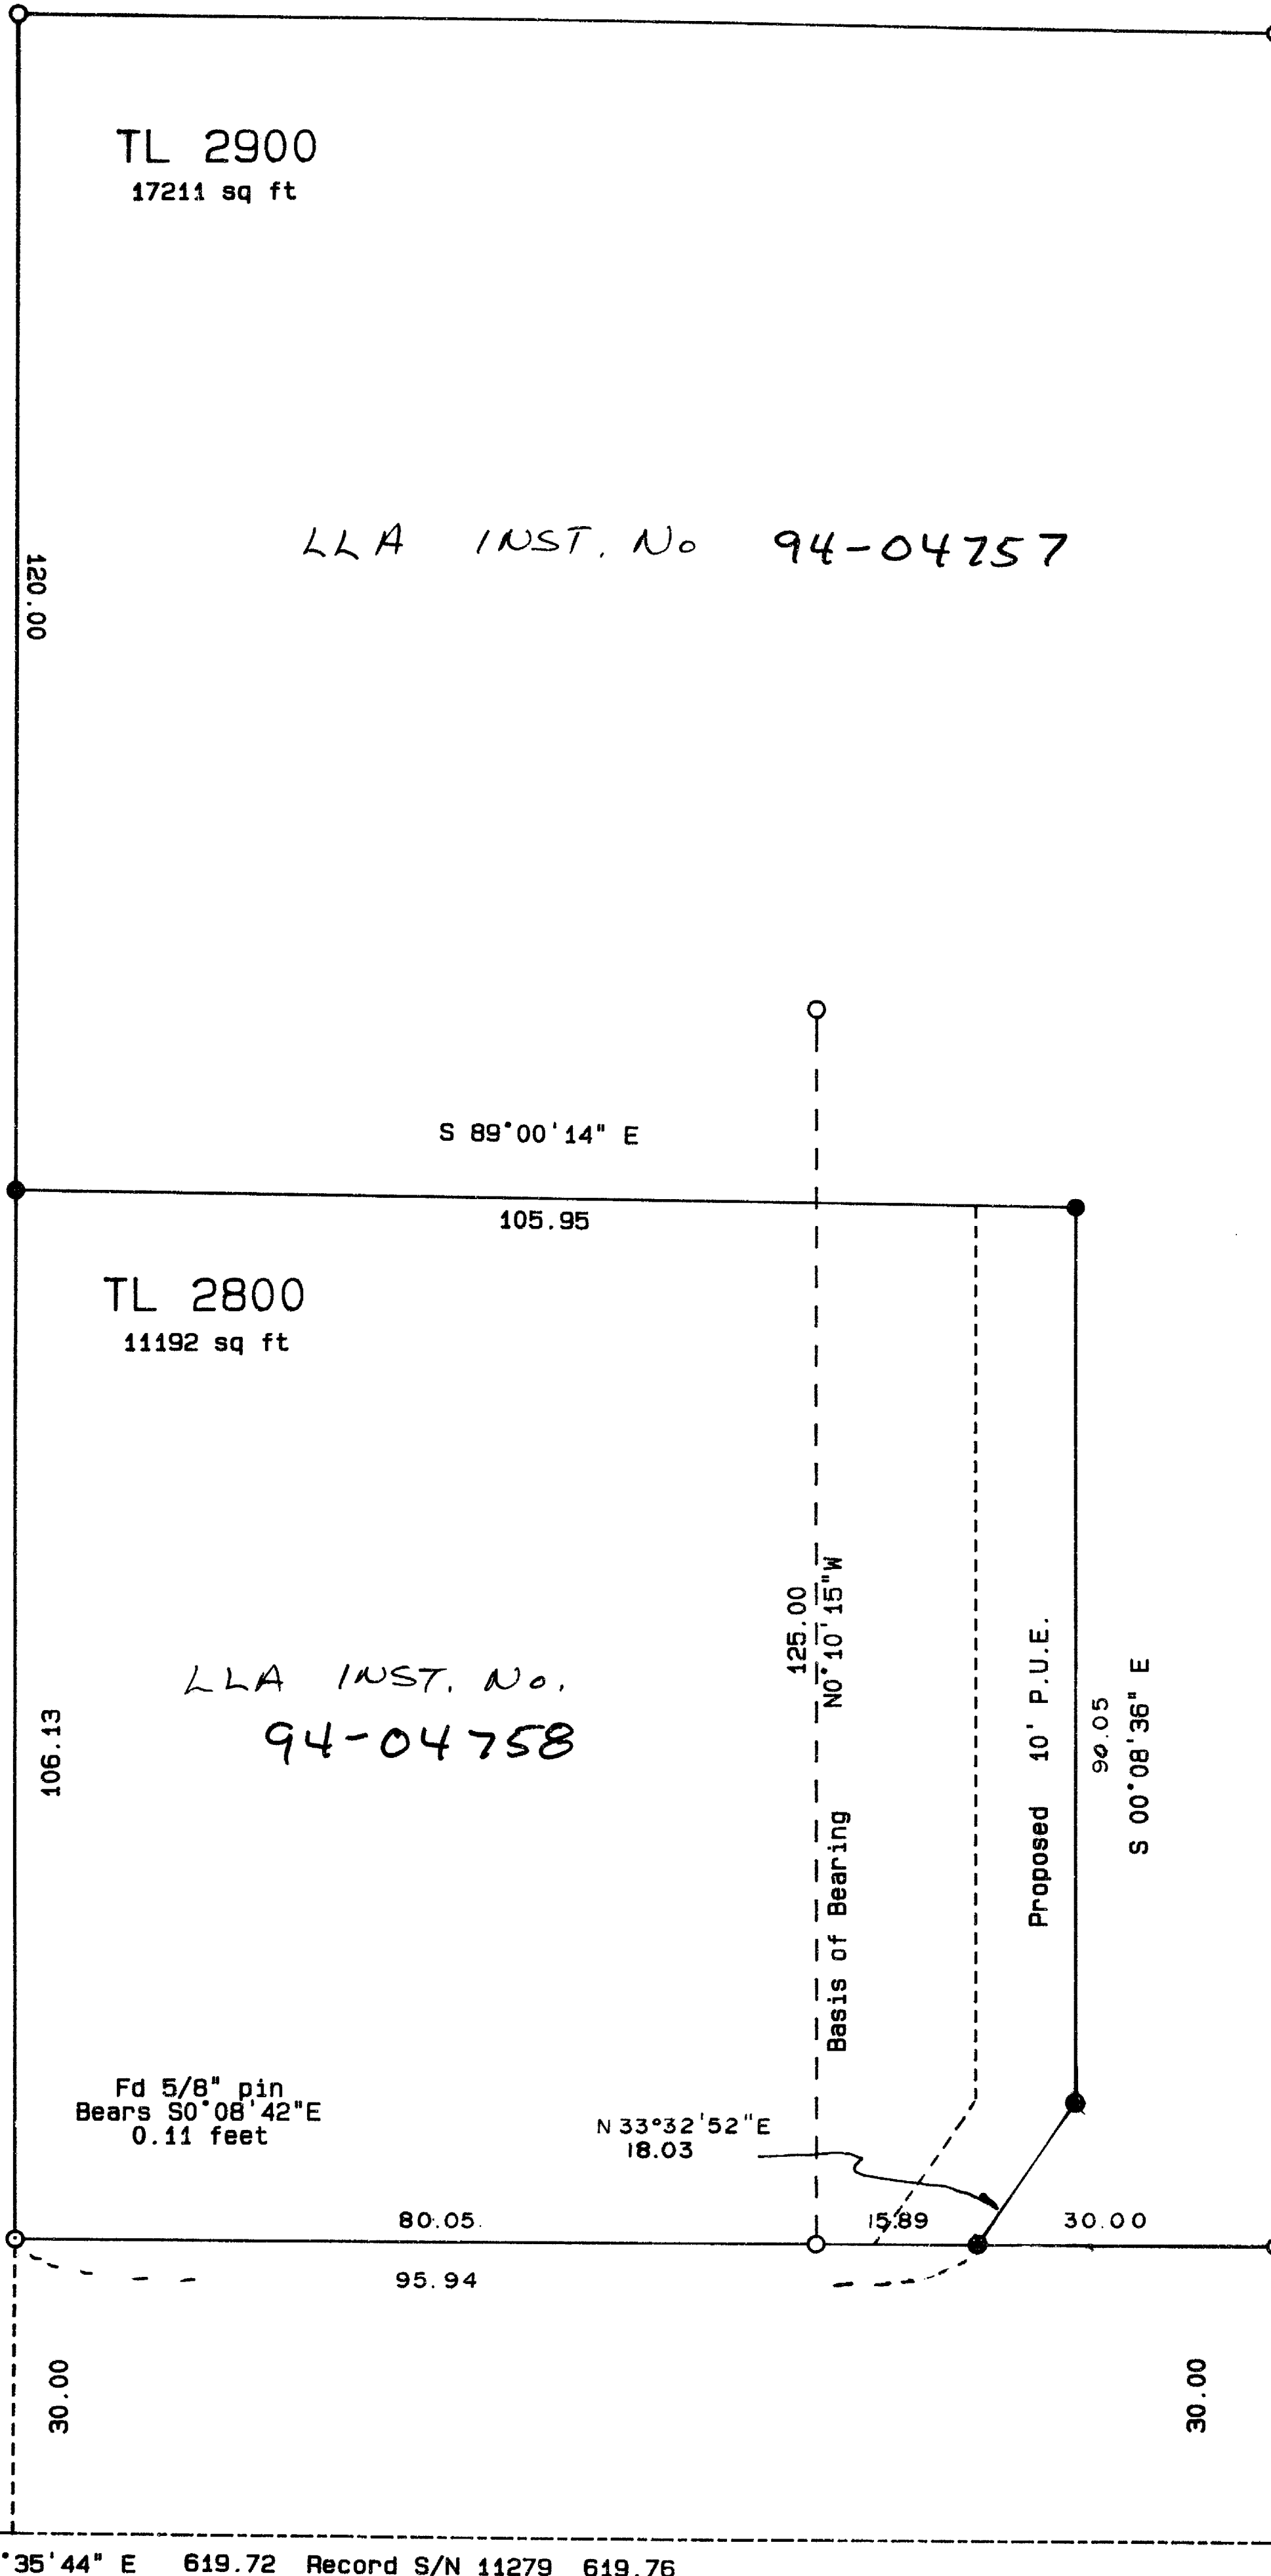 TL 2900
17211 sq ft
LLA INST. No 94-04757
120.00
S 89°00'14" E
105.95
TL 2800
11192 sq ft
125.00
N0°10'15"W
Basis of Bearing
Proposed 10' P.U.E.
90.05
S 00°08'36" E
LLA INST. No.
94-04758
106.13
Fd 5/8" pin
Bears S0°08'42"E
0.11 feet
N 33°32'52"E
18.03
80.05
15.89
30.00
95.94
30.00
30.00
°35'44" E 619.72 Record S/N 11279 619.76